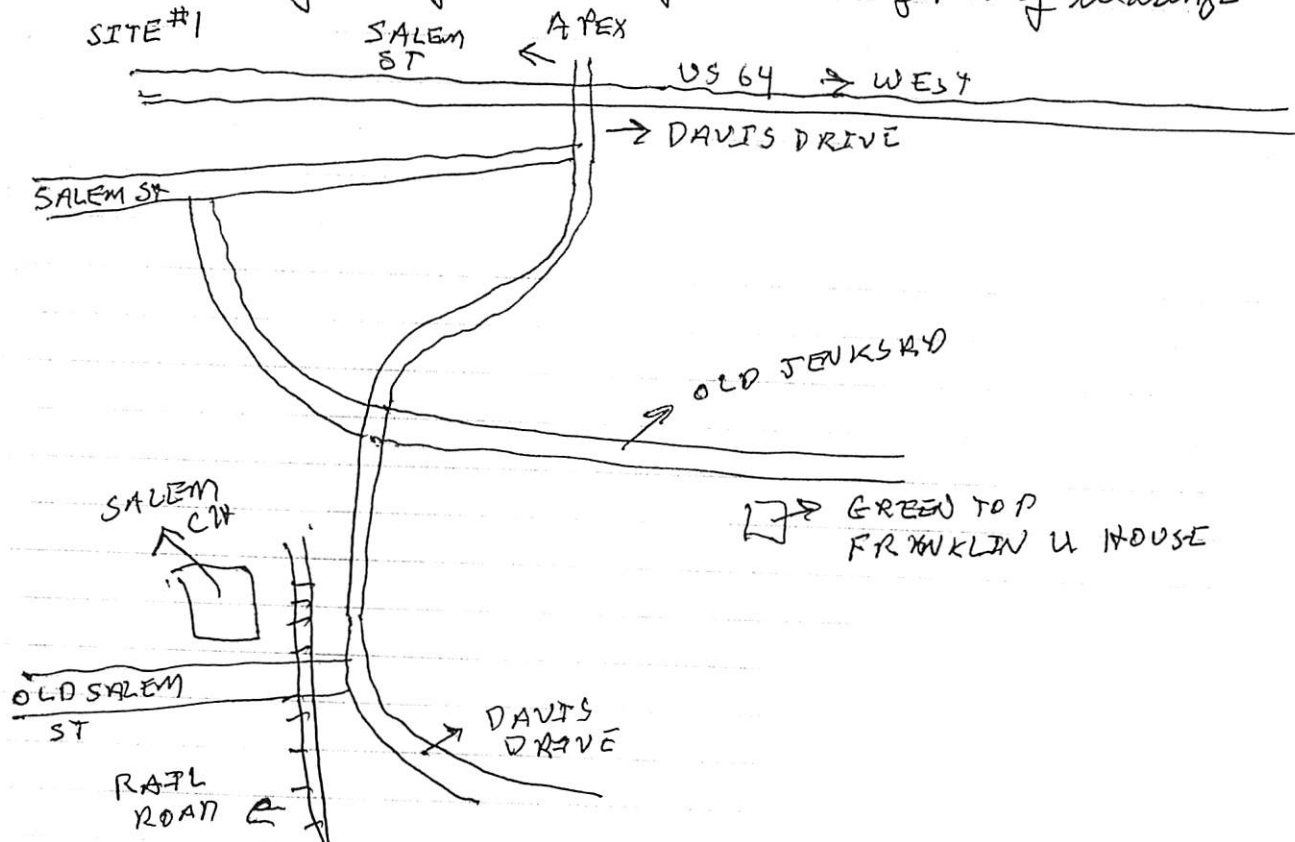 SITE #1
SALEM
ST
APEX
US 64
WEST
DAVIS DRIVE
SALEM ST
OLD JENKS RD
SALEM
CH
GREEN TOP
FRANKLIN U HOUSE
OLD SALEM
ST
DAVIS
DRIVE
RAIL
ROAD